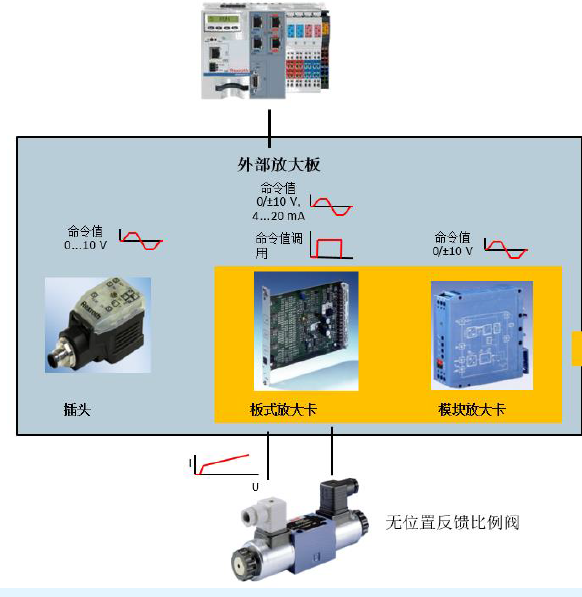 外部放大板
命令值
0/±10 V,
4...20 mA
命令值
0...10 V
命令值调
用
命令值
0/±10 V
插头
板式放大卡
模块放大卡
I
U
无位置反馈比例阀